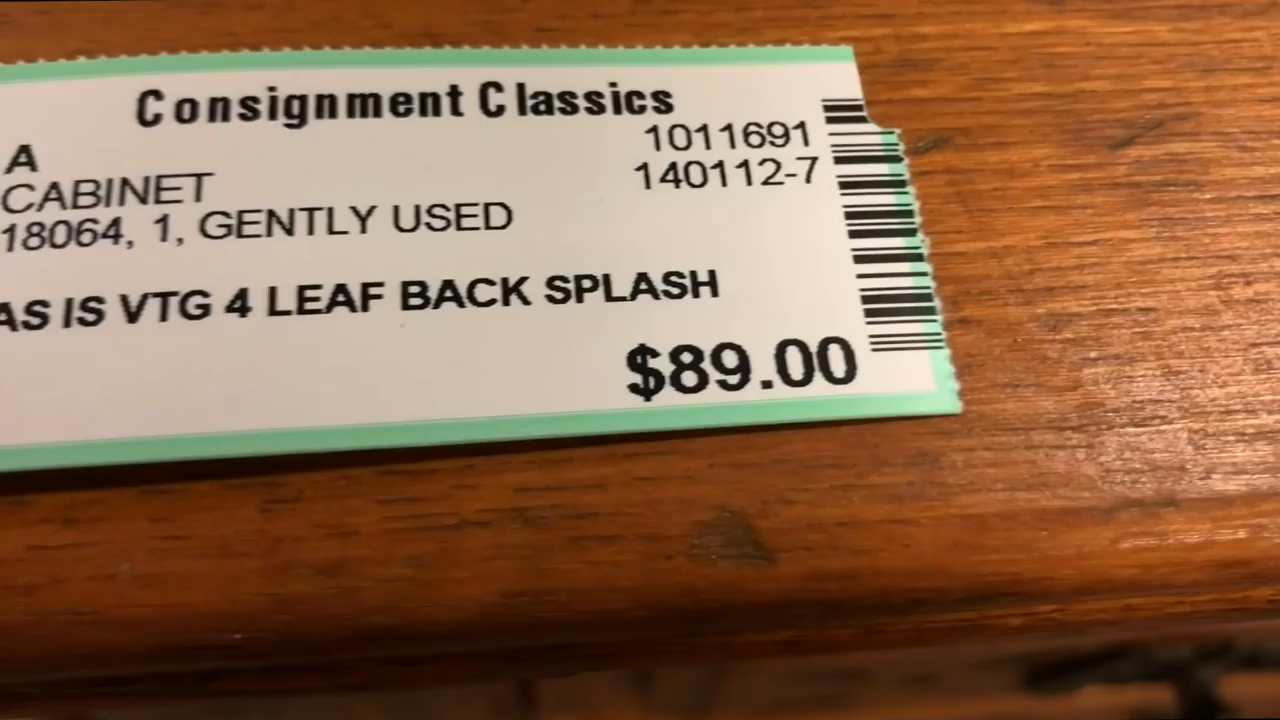 Consignment Classics
A
1011691
CABINET
140112-7
18064, 1, GENTLY USED
AS IS VTG 4 LEAF BACK SPLASH
$89.00